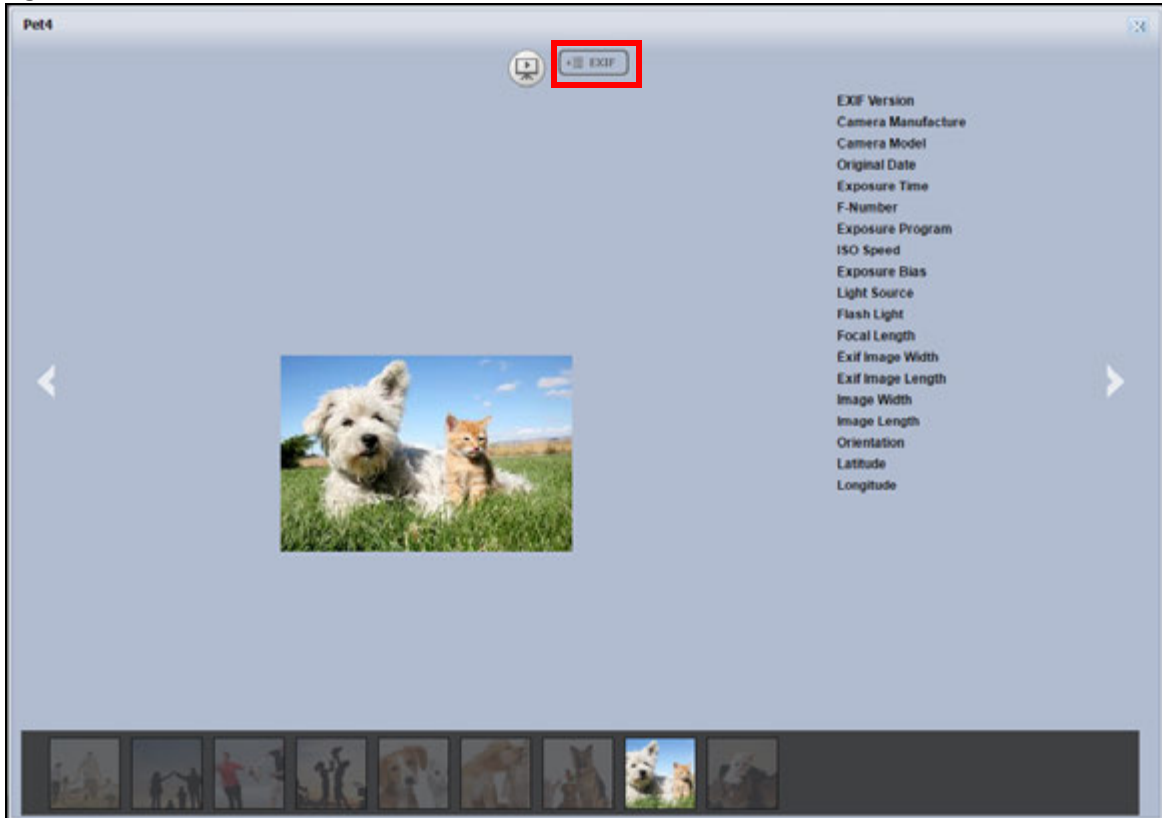 Pet4
EXIF
EXIF Version
Camera Manufacture
Camera Model
Original Date
Exposure Time
F-Number
Exposure Program
ISO Speed
Exposure Bias
Light Source
Flash Light
Focal Length
Exif Image Width
Exif Image Length
Image Width
Image Length
Orientation
Latitude
Longitude